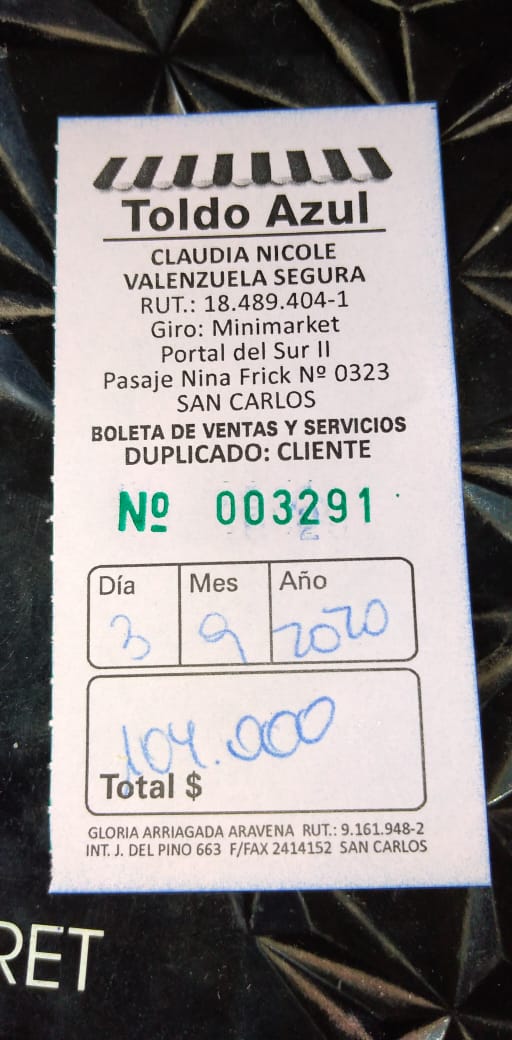 Toldo Azul
CLAUDIA NICOLE
VALENZUELA SEGURA
RUT.: 18.489.404-1
Giro: Minimarket
Portal del Sur II
Pasaje Nina Frick Nº 0323
SAN CARLOS
BOLETA DE VENTAS Y SERVICIOS
DUPLICADO: CLIENTE
Nº 003291
Día Mes Año
3 9 2020
104.000
Total $
GLORIA ARRIAGADA ARAVENA RUT.: 9.161.948-2
INT. J. DEL PINO 663 F/FAX 2414152 SAN CARLOS
RET